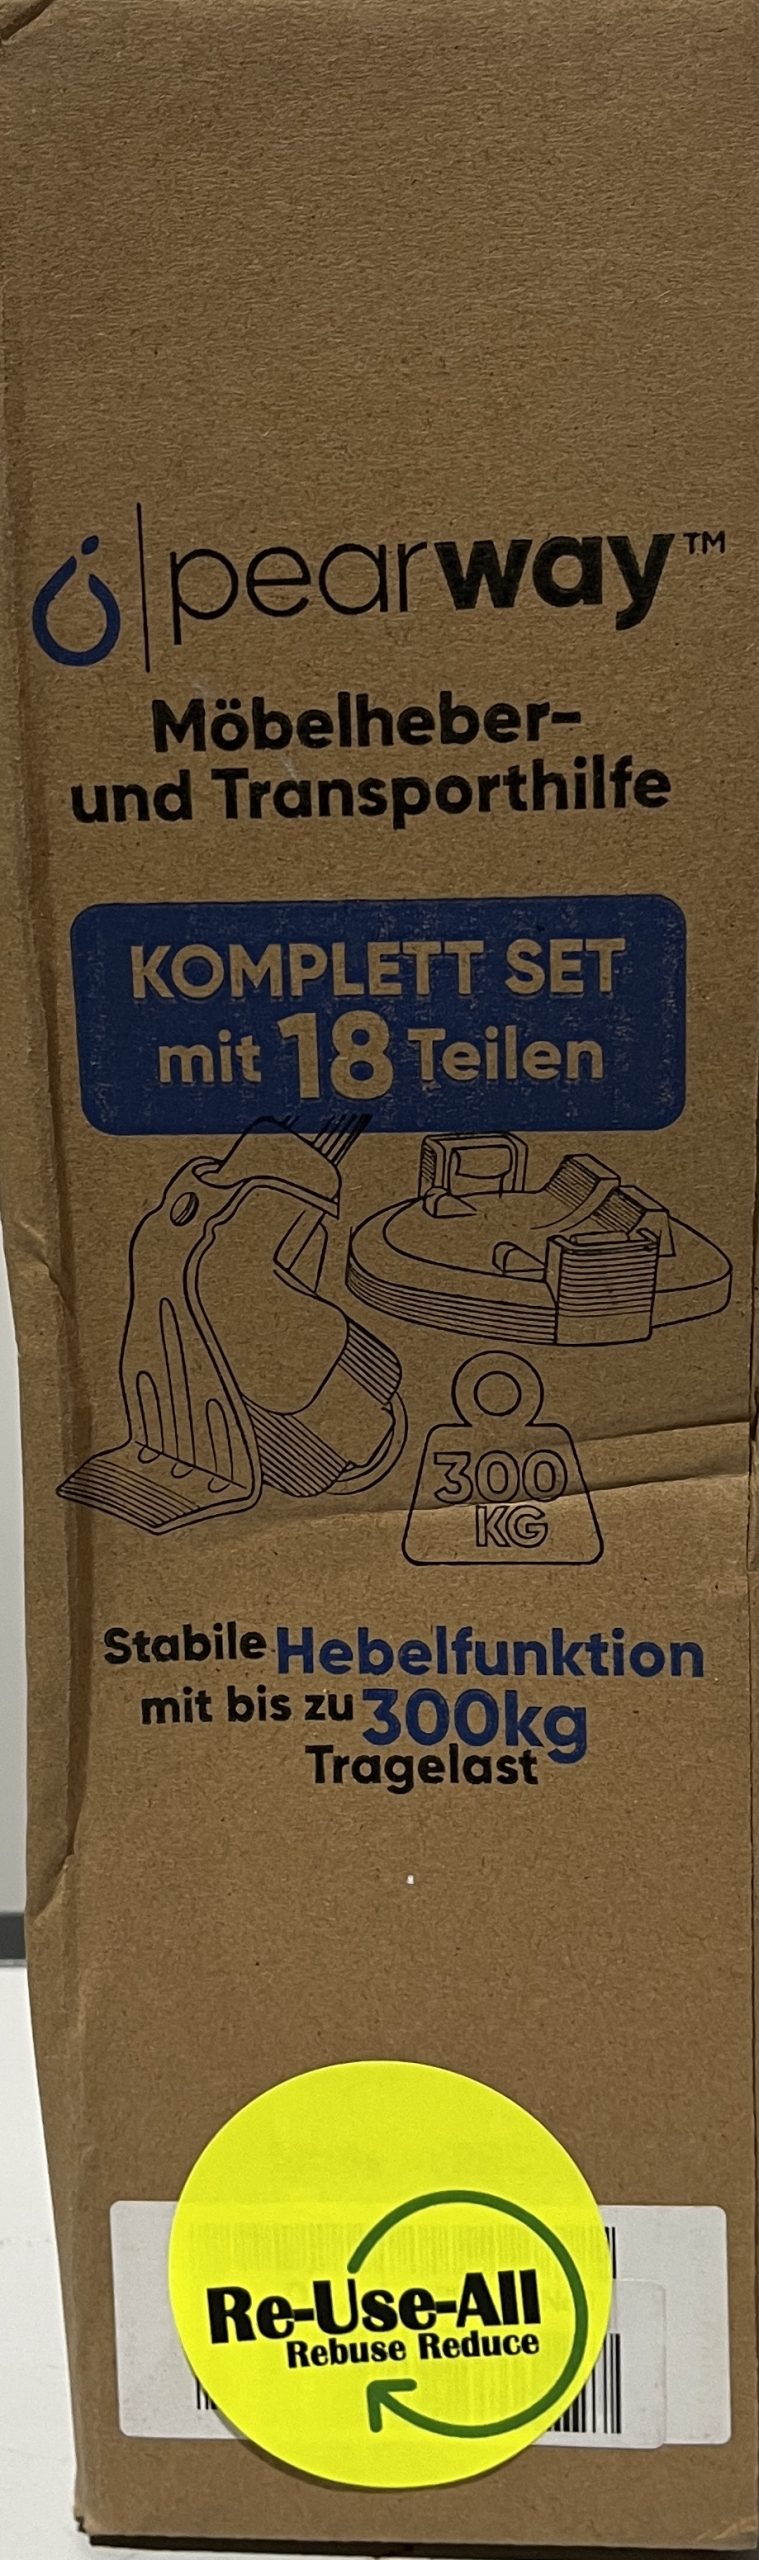 pearway™
Möbelheber-
und Transporthilfe
KOMPLETT SET
mit 18 Teilen
300
KG
Stabile Hebelfunktion
mit bis zu 300kg
Tragelast
Re-Use-All
Rebuse Reduce